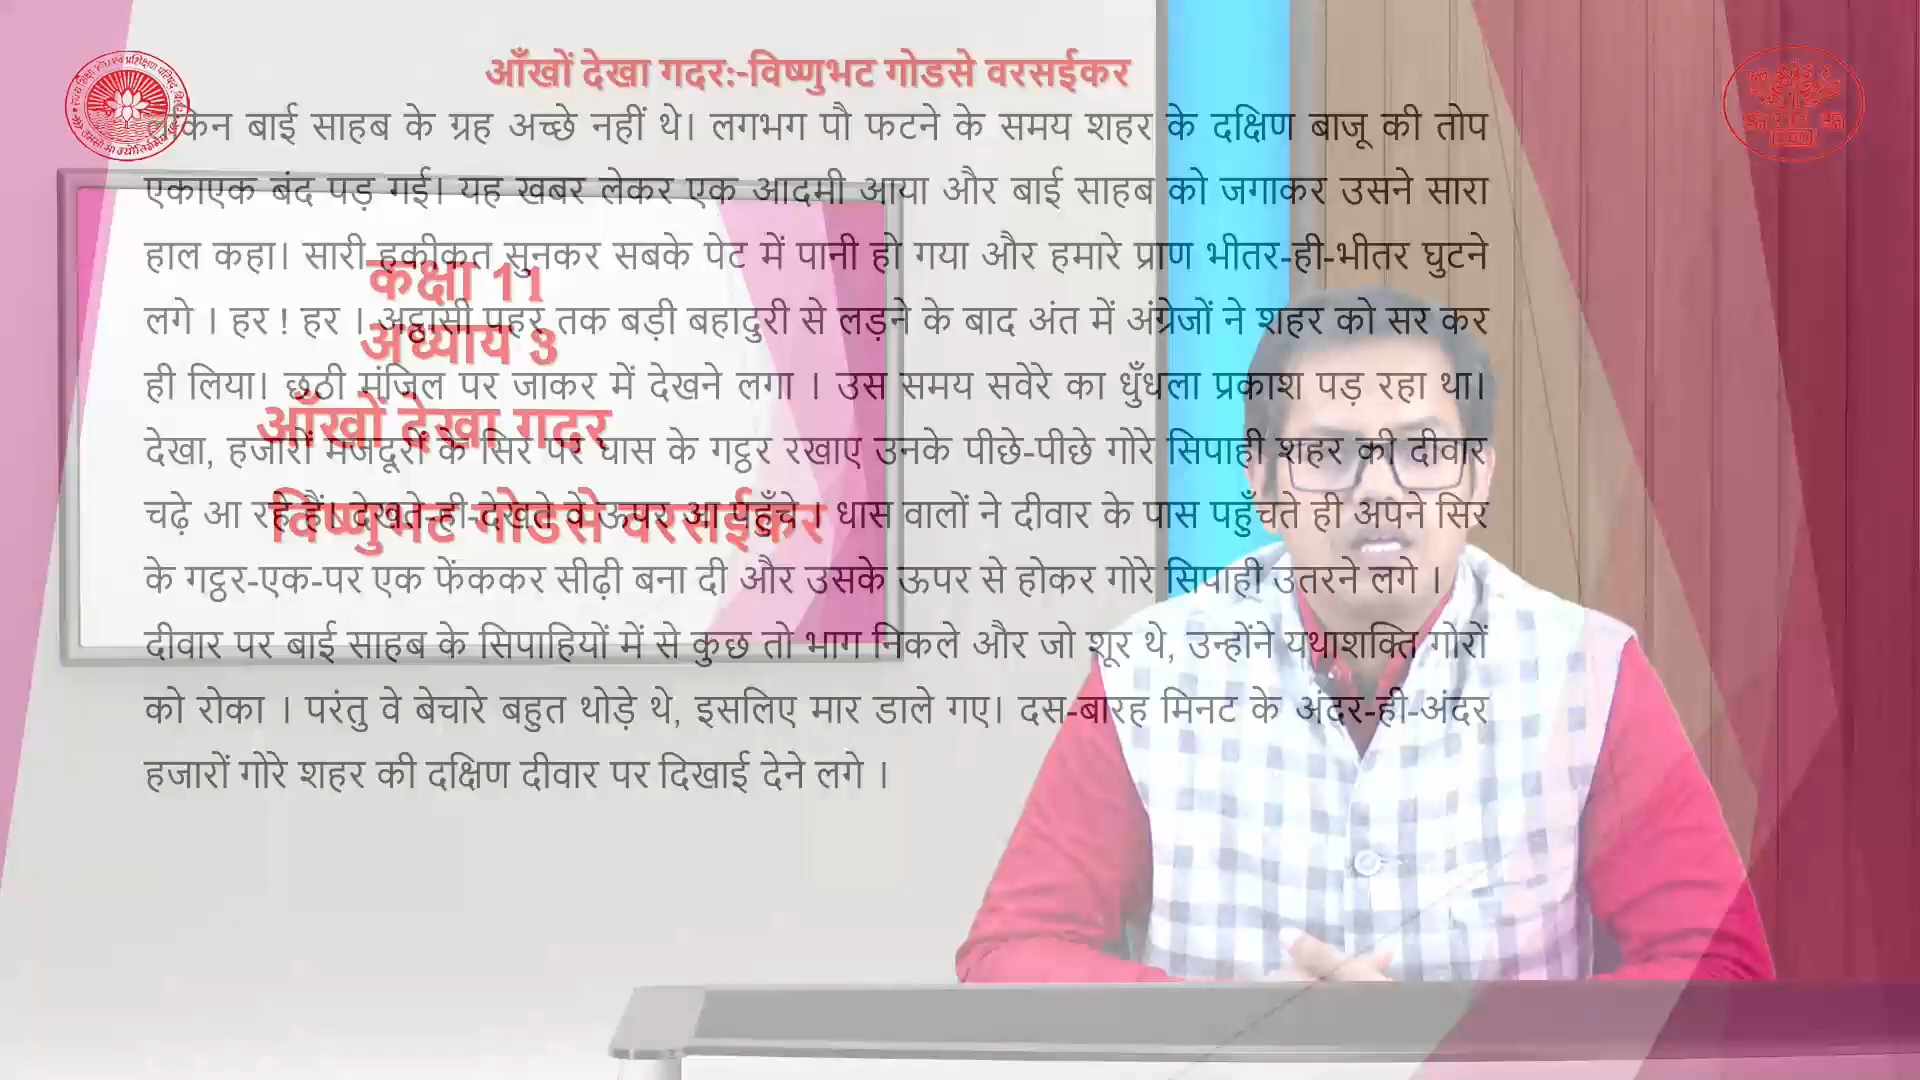 आँखों देखा गदर:-विष्णुभट गोडसे वरसईकर
लेकिन बाई साहब के ग्रह अच्छे नहीं थे। लगभग पौ फटने के समय शहर के दक्षिण बाजू की तोप
एकाएक बंद पड़ गई। यह खबर लेकर एक आदमी आया और बाई साहब को जगाकर उसने सारा
हाल कहा। सारी हकीकत सुनकर सबके पेट में पानी हो गया और हमारे प्राण भीतर-ही-भीतर घुटने
लगे । हर ! हर । अट्ठासी पहर तक बड़ी बहादुरी से लड़ने के बाद अंत में अंग्रेजों ने शहर को सर कर
ही लिया। छठी मंजिल पर जाकर में देखने लगा । उस समय सवेरे का धुँधला प्रकाश पड़ रहा था।
देखा, हजारों मजदूरों के सिर पर घास के गट्ठर रखाए उनके पीछे-पीछे गोरे सिपाही शहर की दीवार
चढ़े आ रहे हैं। देखते-ही-देखते वे ऊपर आ पहुँचे । धास वालों ने दीवार के पास पहुँचते ही अपने सिर
के गट्ठर-एक-पर एक फेंककर सीढ़ी बना दी और उसके ऊपर से होकर गोरे सिपाही उतरने लगे ।
दीवार पर बाई साहब के सिपाहियों में से कुछ तो भाग निकले और जो शूर थे, उन्होंने यथाशक्ति गोरों
को रोका । परंतु वे बेचारे बहुत थोड़े थे, इसलिए मार डाले गए। दस-बारह मिनट के अंदर-ही-अंदर
हजारों गोरे शहर की दक्षिण दीवार पर दिखाई देने लगे ।
कक्षा 11
अध्याय 3
आँखों देखा गदर
विष्णुभट गोडसे वरसईकर